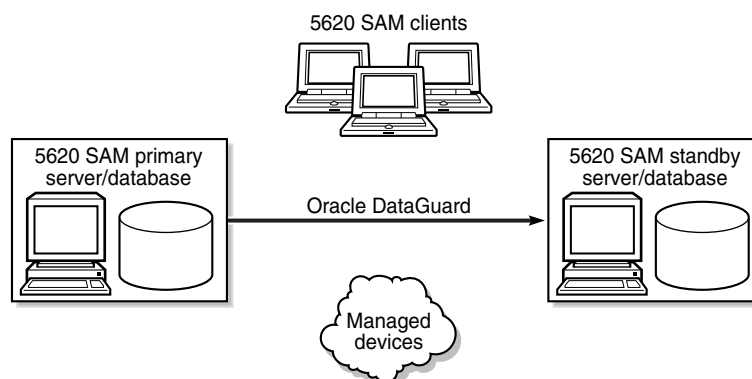 5620 SAM clients
5620 SAM primary
server/database
5620 SAM standby
server/database
Oracle DataGuard
Managed
devices